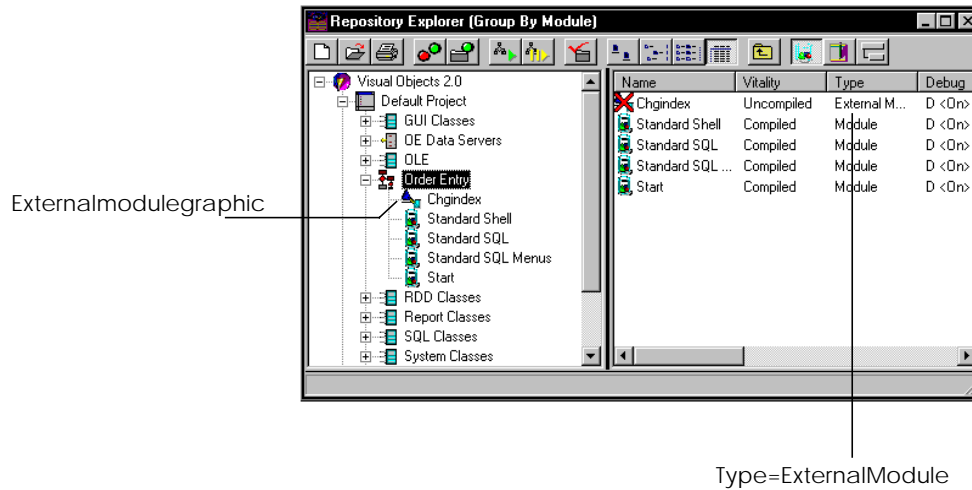 Repository Explorer (Group By Module)
Visual Objects 2.0
Default Project
GUI Classes
OE Data Servers
OLE
Order Entry
Chgindex
Standard Shell
Standard SQL
Standard SQL Menus
Start
RDD Classes
Report Classes
SQL Classes
System Classes
Name Vitality Type Debug
Chgindex Uncompiled External M... D <On>
Standard Shell Compiled Module D <On>
Standard SQL Compiled Module D <On>
Standard SQL ... Compiled Module D <On>
Start Compiled Module D <On>
Externalmodulegraphic
Type=ExternalModule